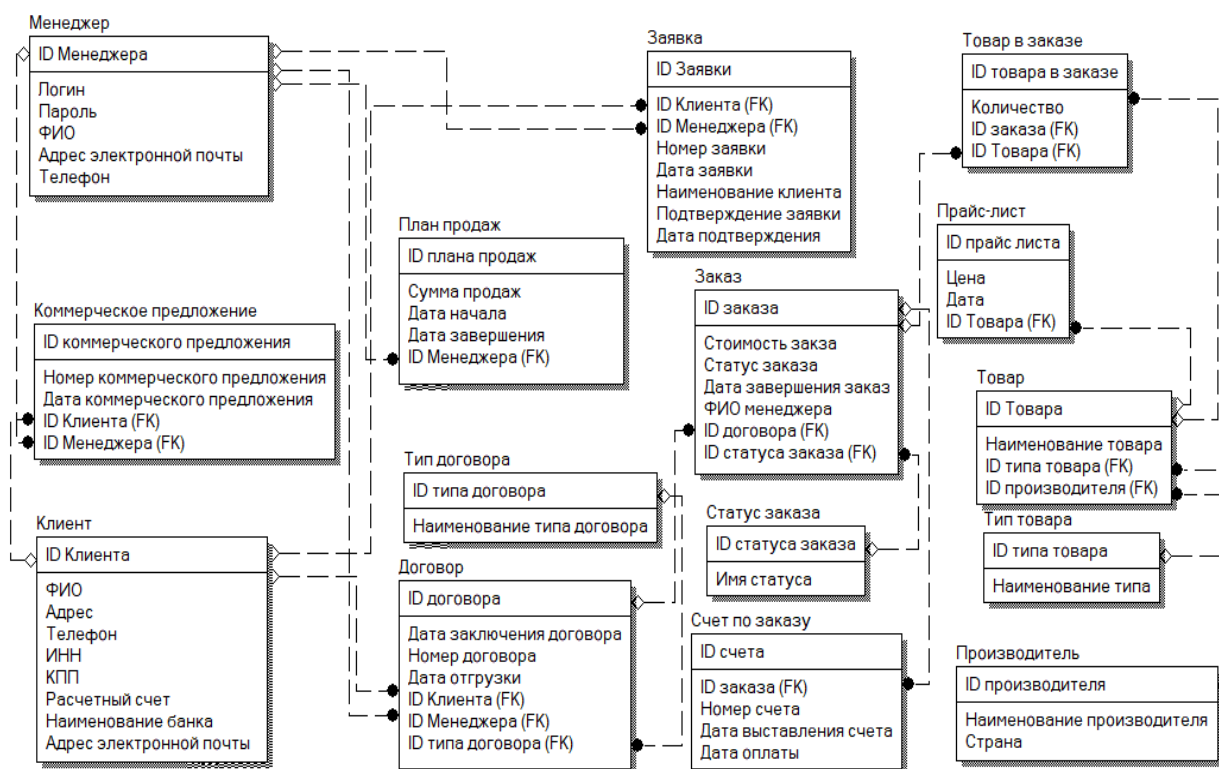 Менеджер
ID Менеджера
Логин
Пароль
ФИО
Адрес электронной почты
Телефон
Коммерческое предложение
ID коммерческого предложения
Номер коммерческого предложения
Дата коммерческого предложения
ID Клиента (FK)
ID Менеджера (FK)
Клиент
ID Клиента
ФИО
Адрес
Телефон
ИНН
КПП
Расчетный счет
Наименование банка
Адрес электронной почты
План продаж
ID плана продаж
Сумма продаж
Дата начала
Дата завершения
ID Менеджера (FK)
Тип договора
ID типа договора
Наименование типа договора
Договор
ID договора
Дата заключения договора
Номер договора
Дата отгрузки
ID Клиента (FK)
ID Менеджера (FK)
ID типа договора (FK)
Заявка
ID Заявки
ID Клиента (FK)
ID Менеджера (FK)
Номер заявки
Дата заявки
Наименование клиента
Подтверждение заявки
Дата подтверждения
Заказ
ID заказа
Стоимость закза
Статус заказа
Дата завершения заказ
ФИО менеджера
ID договора (FK)
ID статуса заказа (FK)
Статус заказа
ID статуса заказа
Имя статуса
Счет по заказу
ID счета
ID заказа (FK)
Номер счета
Дата выставления счета
Дата оплаты
Товар в заказе
ID товара в заказе
Количество
ID заказа (FK)
ID Товара (FK)
Прайс-лист
ID прайс листа
Цена
Дата
ID Товара (FK)
Товар
ID Товара
Наименование товара
ID типа товара (FK)
ID производителя (FK)
Тип товара
ID типа товара
Наименование типа
Производитель
ID производителя
Наименование производителя
Страна